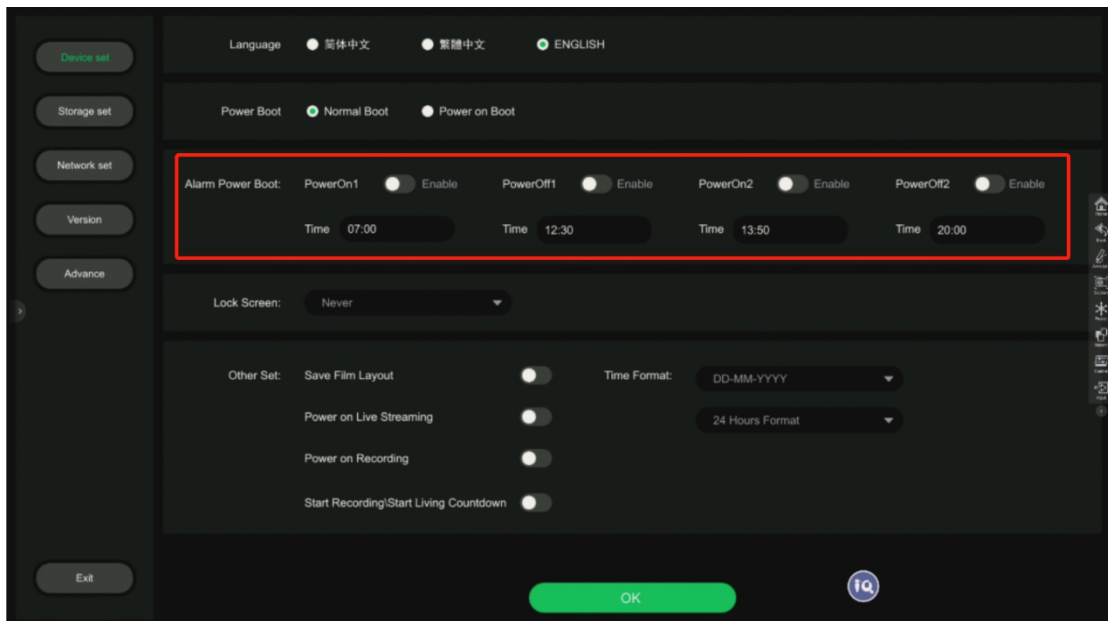 Device set
Storage set
Network set
Version
Advance
Exit
Language 简体中文 繁體中文 ENGLISH
Power Boot Normal Boot Power on Boot
Alarm Power Boot: PowerOn1 Enable PowerOff1 Enable PowerOn2 Enable PowerOff2 Enable
Time 07:00 Time 12:30 Time 13:50 Time 20:00
Lock Screen: Never
Other Set: Save Film Layout Time Format: DD-MM-YYYY
Power on Live Streaming 24 Hours Format
Power on Recording
Start Recording\Start Living Countdown
OK
iQ
Home
Back